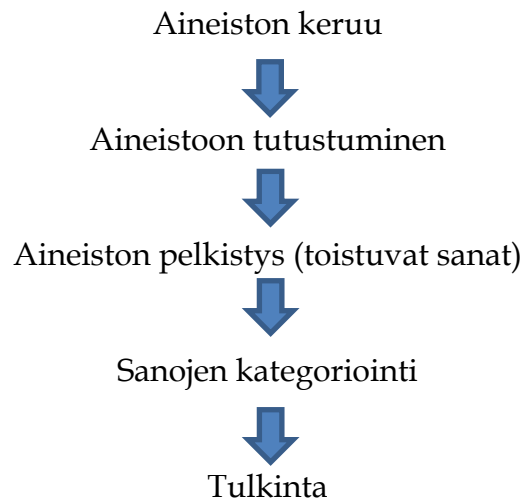 Aineiston keruu
Aineistoon tutustuminen
Aineiston pelkistys (toistuvat sanat)
Sanojen kategoriointi
Tulkinta